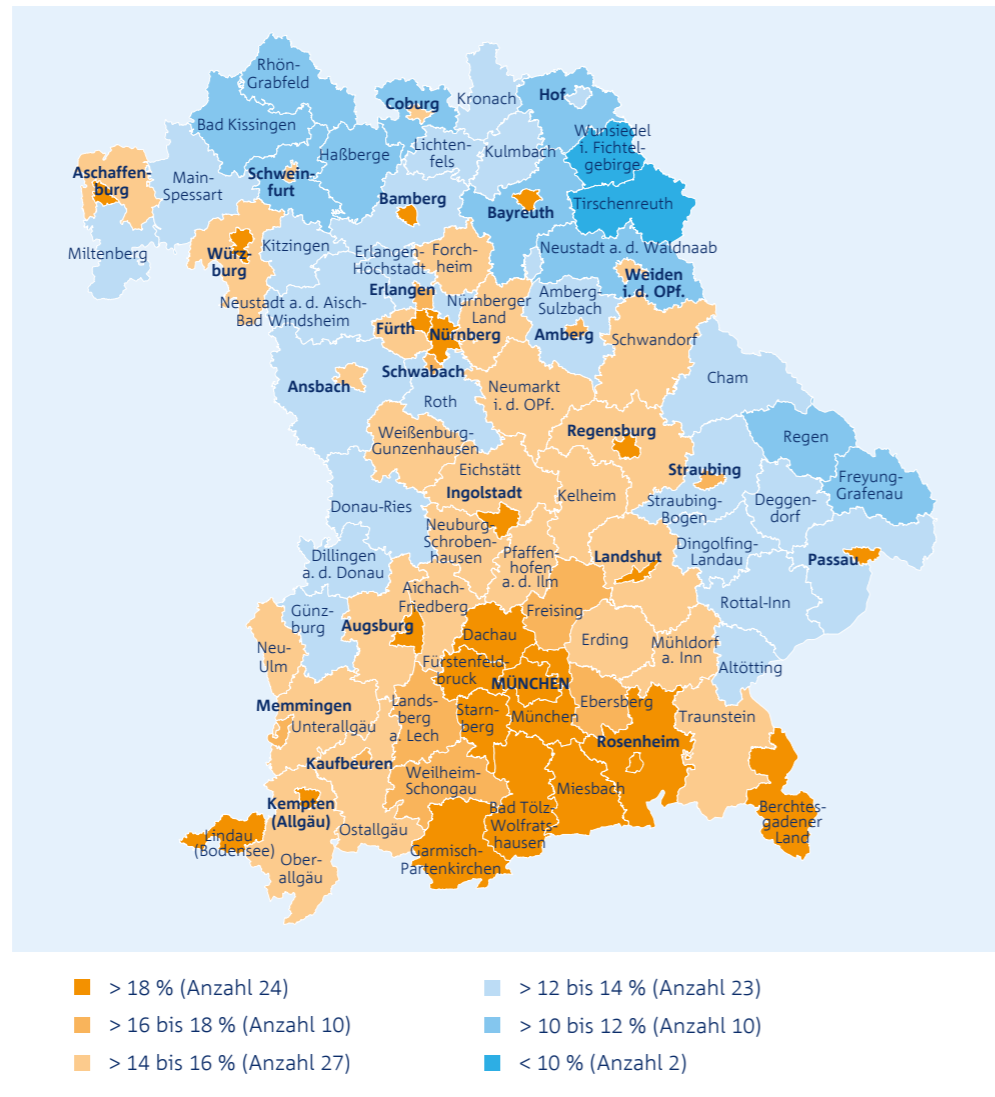 Rhön-
Grabfeld
Coburg
Kronach
Hof
Bad Kissingen
Wunsiedel
i. Fichtel-
gebirge
Haßberge
Lichten-
fels
Kulmbach
Aschaffen-
burg
Main-
Spessart
Schwein-
furt
Bamberg
Bayreuth
Tirschenreuth
Miltenberg
Würz-
burg
Kitzingen
Erlangen-
Höchstadt
Forch-
heim
Neustadt a. d. Waldnaab
Weiden
i. d. OPf.
Erlangen
Neustadt a. d. Aisch-
Bad Windsheim
Nürnberger
Land
Amberg-
Sulzbach
Fürth
Nürnberg
Amberg
Schwandorf
Ansbach
Schwabach
Roth
Neumarkt
i. d. OPf.
Cham
Weißenburg-
Gunzenhausen
Regensburg
Regen
Eichstätt
Straubing
Freyung-
Grafenau
Ingolstadt
Kelheim
Donau-Ries
Straubing-
Bogen
Deggen-
dorf
Neuburg-
Schroben-
hausen
Dillingen
a. d. Donau
Pfaffen-
hofen
a. d. Ilm
Landshut
Dingolfing-
Landau
Passau
Aichach-
Friedberg
Günz-
burg
Augsburg
Freising
Rottal-Inn
Dachau
Erding
Mühldorf
a. Inn
Altötting
Neu-
Ulm
Fürstenfeld-
bruck
MÜNCHEN
Memmingen
Unterallgäu
Lands-
berg
a. Lech
Starn-
berg
München
Ebersberg
Traunstein
Rosenheim
Kaufbeuren
Weilheim-
Schongau
Miesbach
Kempten
(Allgäu)
Bad Tölz-
Wolfrats-
hausen
Berchtes-
gadener
Land
Lindau
(Bodensee)
Ostallgäu
Ober-
allgäu
Garmisch-
Partenkirchen
> 18 % (Anzahl 24)
> 16 bis 18 % (Anzahl 10)
> 14 bis 16 % (Anzahl 27)
> 12 bis 14 % (Anzahl 23)
> 10 bis 12 % (Anzahl 10)
< 10 % (Anzahl 2)